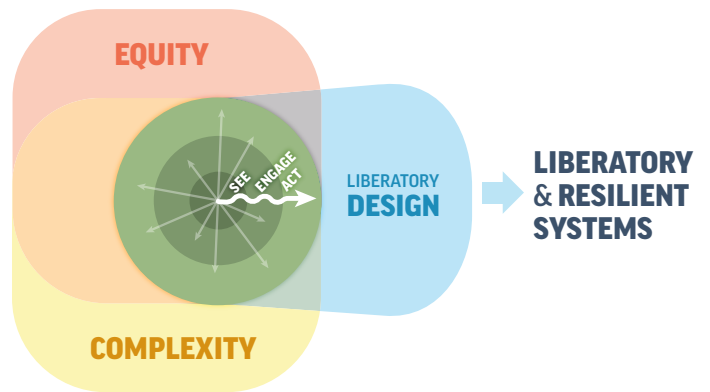 EQUITY
SEE
ENGAGE
ACT
LIBERATORY
DESIGN
LIBERATORY
& RESILIENT
SYSTEMS
COMPLEXITY